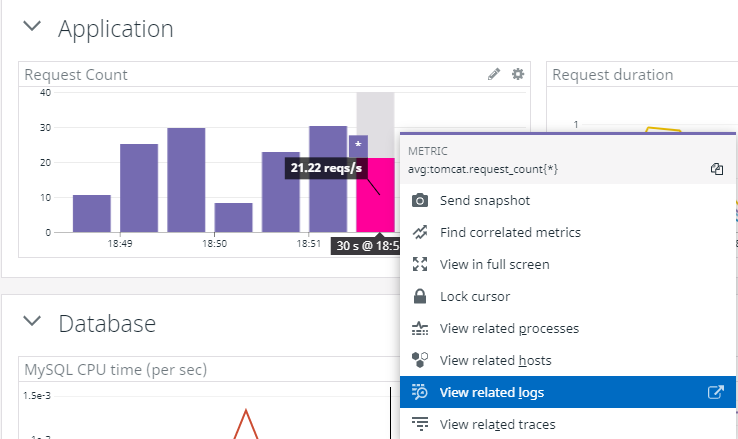 Application
Request Count
Request duration
40
30
20
10
0
*
21.22 reqs/s
18:49
18:50
18:51
30 s @ 18:5
1
METRIC
avg:tomcat.request_count{*}
Send snapshot
Find correlated metrics
View in full screen
Lock cursor
View related processes
View related hosts
View related logs
View related traces
Database
MySQL CPU time (per sec)
1.5e-3